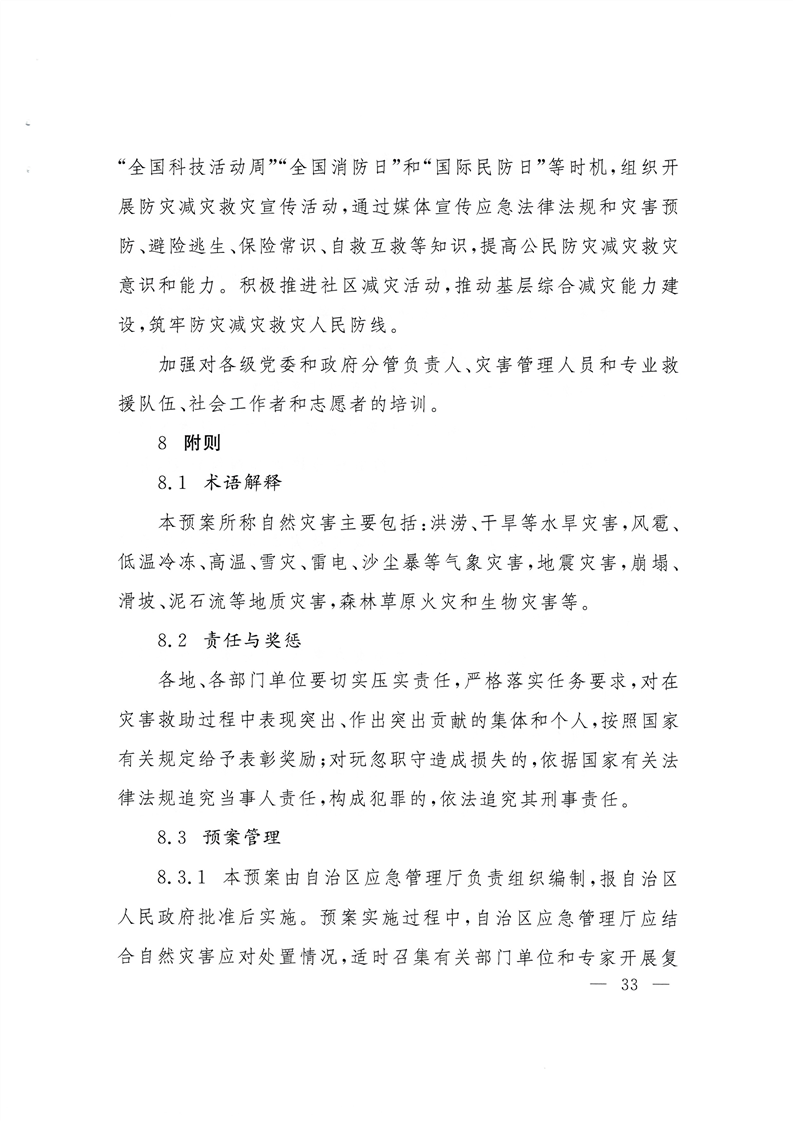 “全国科技活动周”“全国消防日”和“国际民防日”等时机,组织开
展防灾减灾救灾宣传活动,通过媒体宣传应急法律法规和灾害预
防、避险逃生、保险常识、自救互救等知识,提高公民防灾减灾救灾
意识和能力。积极推进社区减灾活动,推动基层综合减灾能力建
设,筑牢防灾减灾救灾人民防线。
加强对各级党委和政府分管负责人、灾害管理人员和专业救
援队伍、社会工作者和志愿者的培训。
8 附则
8.1 术语解释
本预案所称自然灾害主要包括:洪涝、干旱等水旱灾害,风雹、
低温冷冻、高温、雪灾、雷电、沙尘暴等气象灾害,地震灾害,崩塌、
滑坡、泥石流等地质灾害,森林草原火灾和生物灾害等。
8.2 责任与奖惩
各地、各部门单位要切实压实责任,严格落实任务要求,对在
灾害救助过程中表现突出、作出突出贡献的集体和个人,按照国家
有关规定给予表彰奖励;对玩忽职守造成损失的,依据国家有关法
律法规追究当事人责任,构成犯罪的,依法追究其刑事责任。
8.3 预案管理
8.3.1 本预案由自治区应急管理厅负责组织编制,报自治区
人民政府批准后实施。预案实施过程中,自治区应急管理厅应结
合自然灾害应对处置情况,适时召集有关部门单位和专家开展复
— 33 —